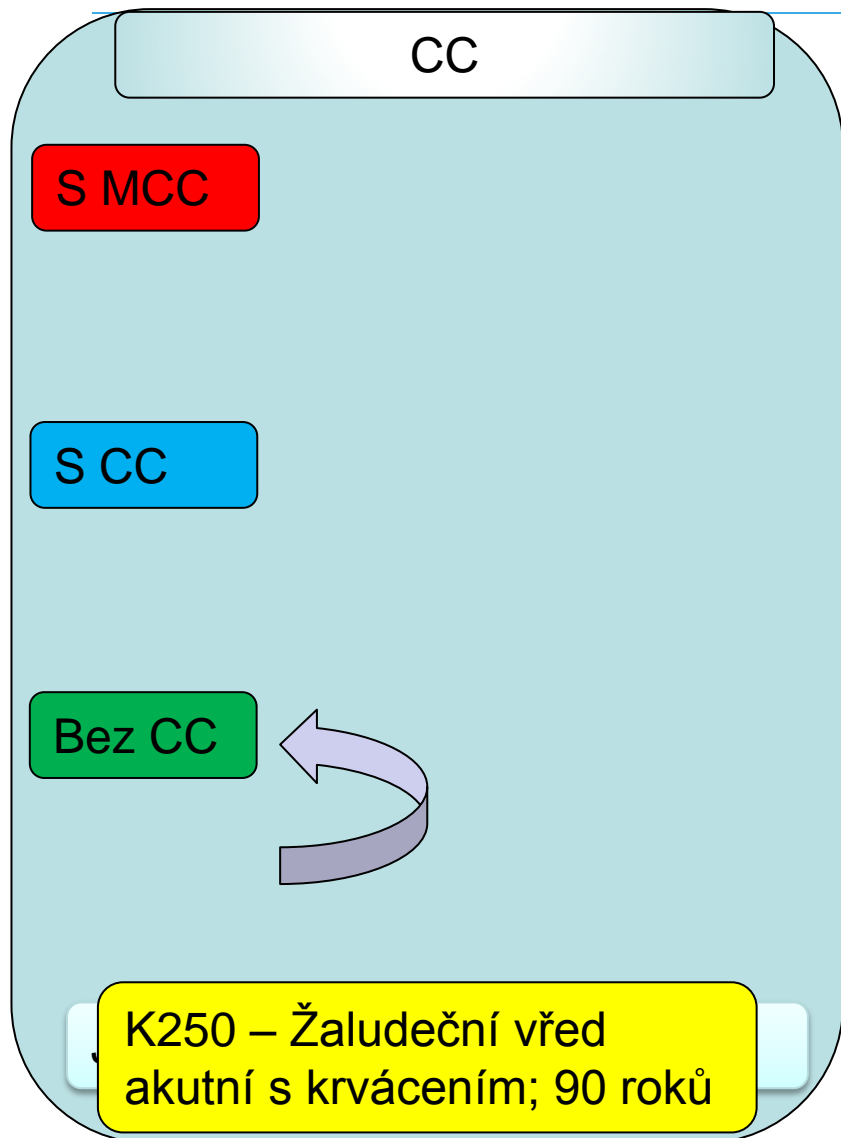 CC
S MCC
S CC
Bez CC
K250 – Žaludeční vřed
akutní s krvácením; 90 roků